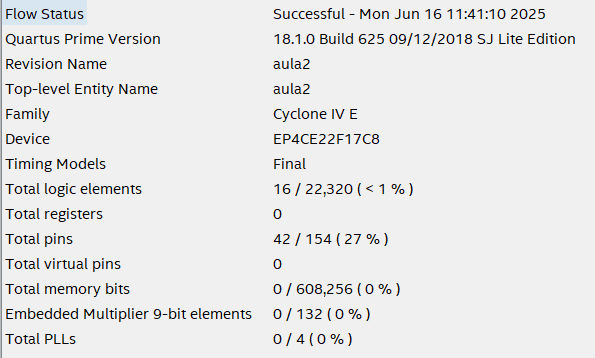 Flow Status Successful - Mon Jun 16 11:41:10 2025
Quartus Prime Version 18.1.0 Build 625 09/12/2018 SJ Lite Edition
Revision Name aula2
Top-level Entity Name aula2
Family Cyclone IV E
Device EP4CE22F17C8
Timing Models Final
Total logic elements 16 / 22,320 ( < 1 % )
Total registers 0
Total pins 42 / 154 ( 27 % )
Total virtual pins 0
Total memory bits 0 / 608,256 ( 0 % )
Embedded Multiplier 9-bit elements 0 / 132 ( 0 % )
Total PLLs 0 / 4 ( 0 % )